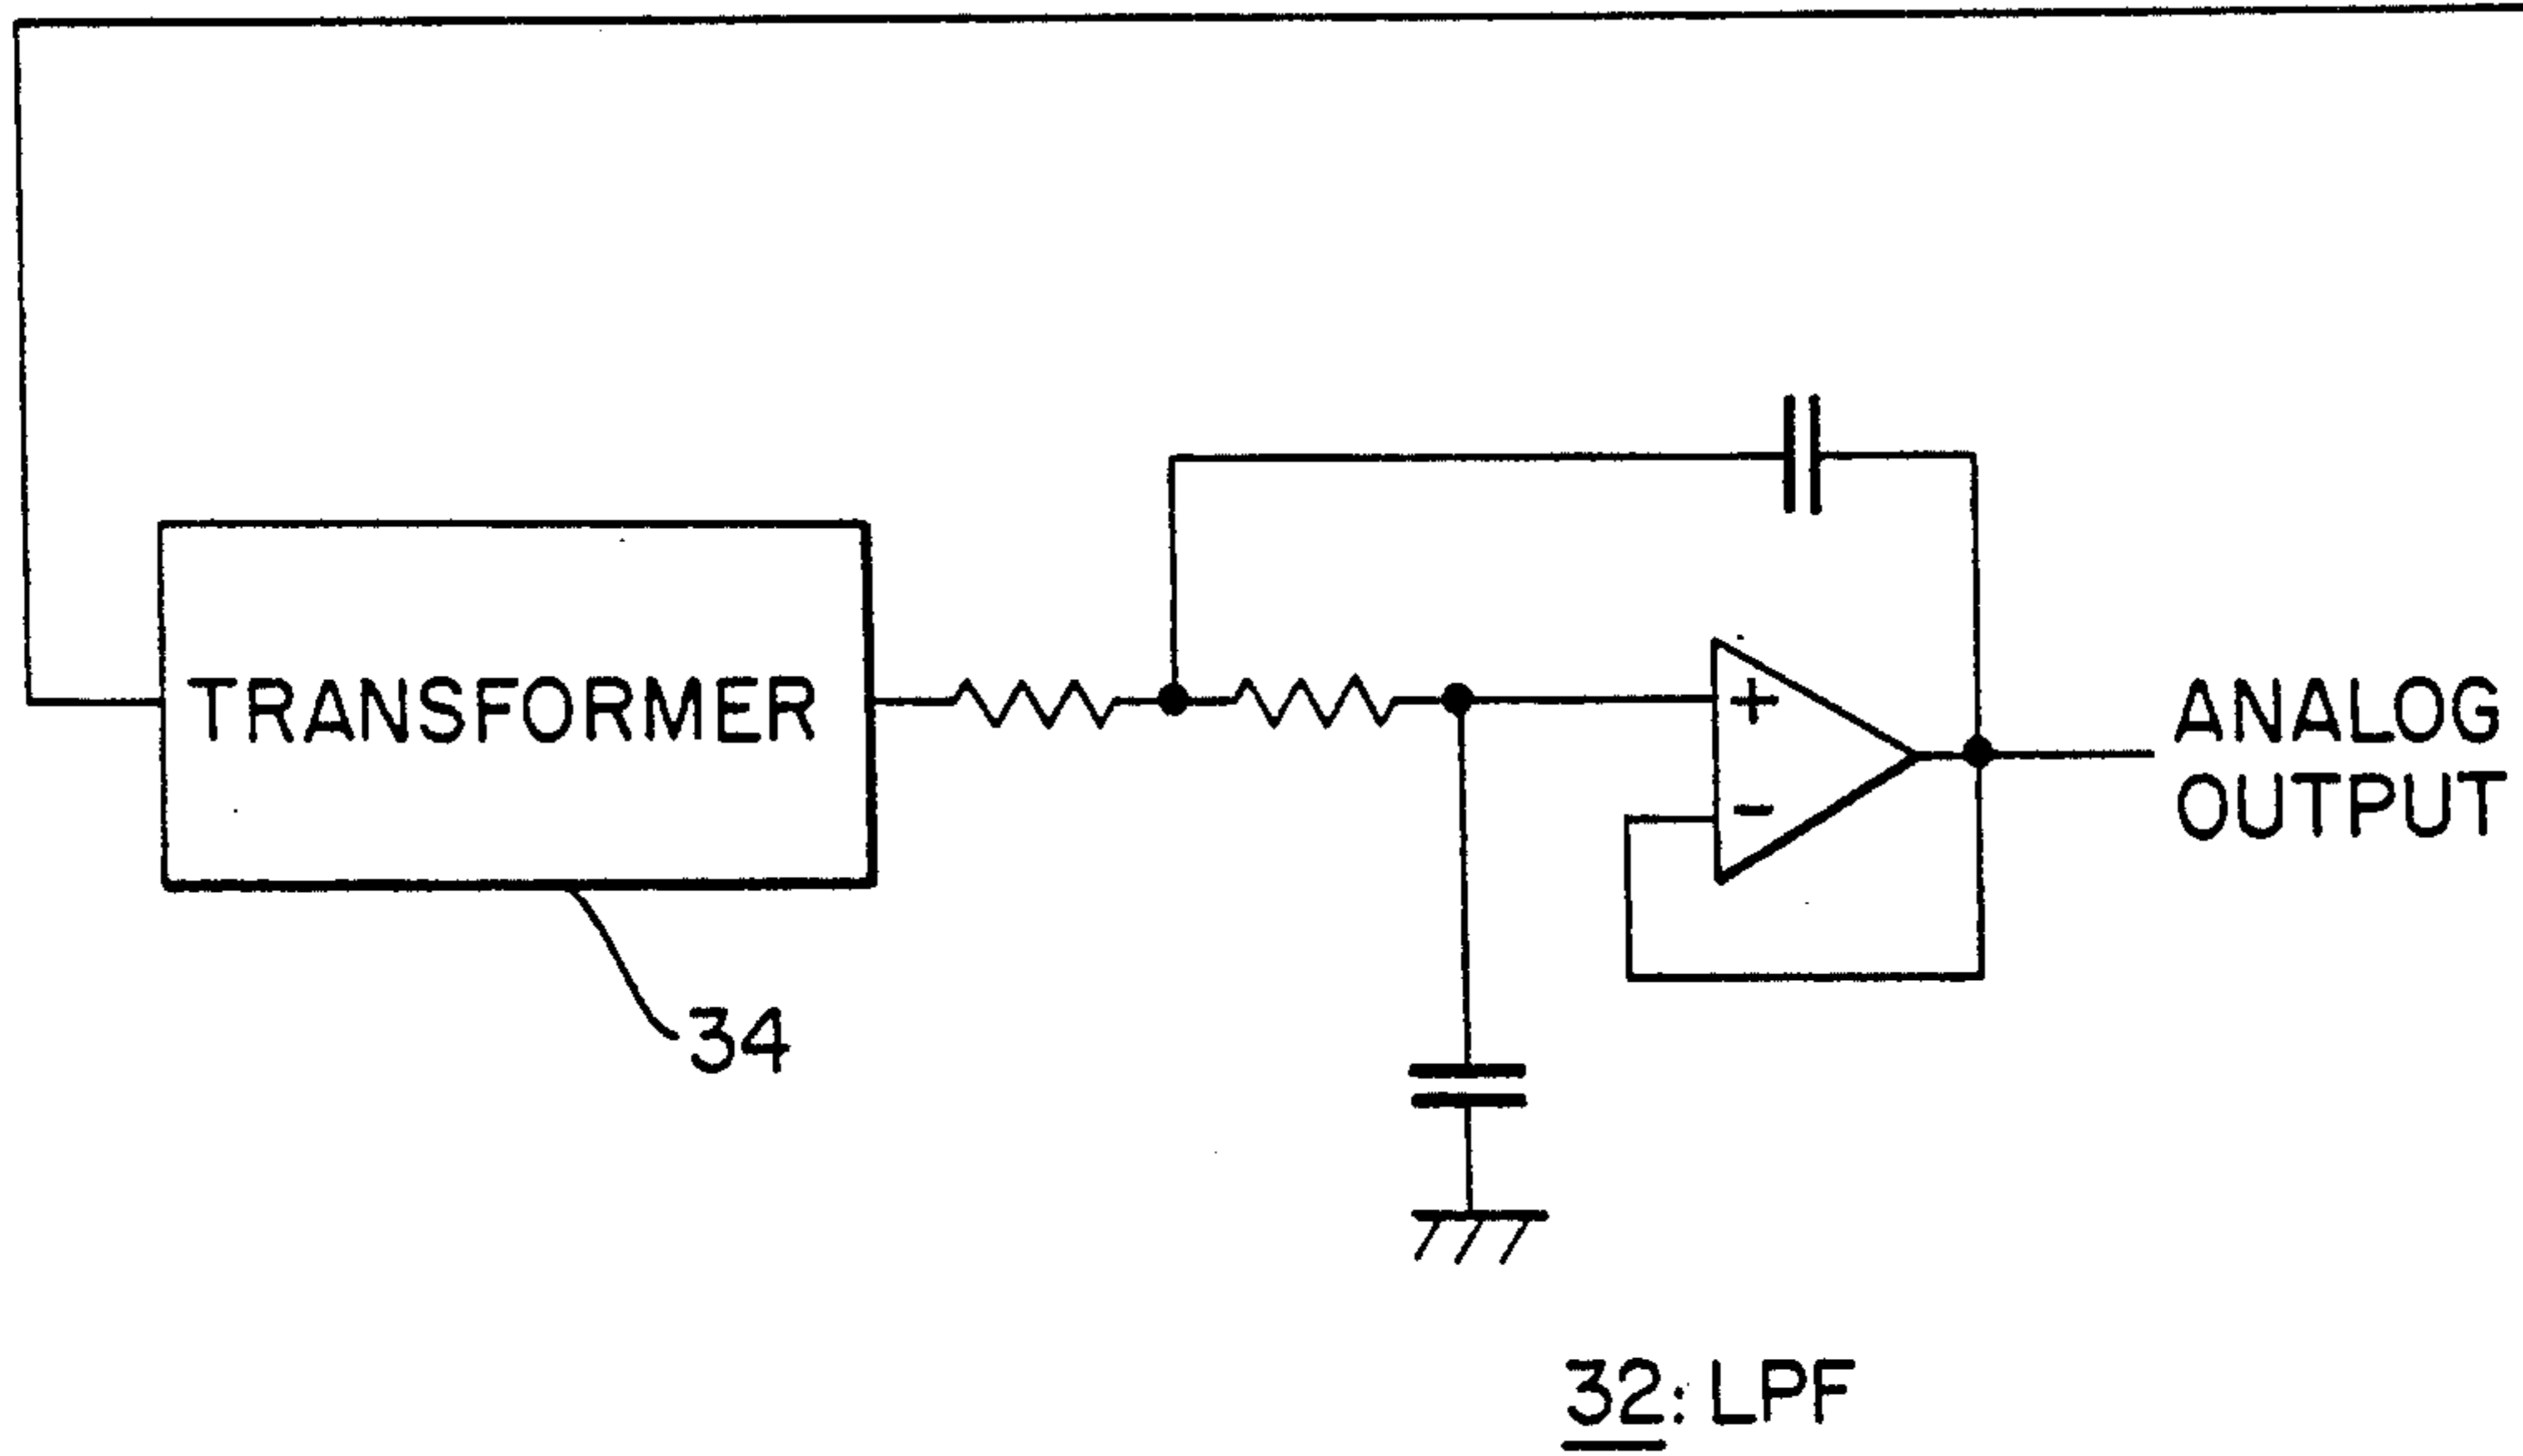 TRANSFORMER
+
-
ANALOG
OUTPUT
34
32: LPF